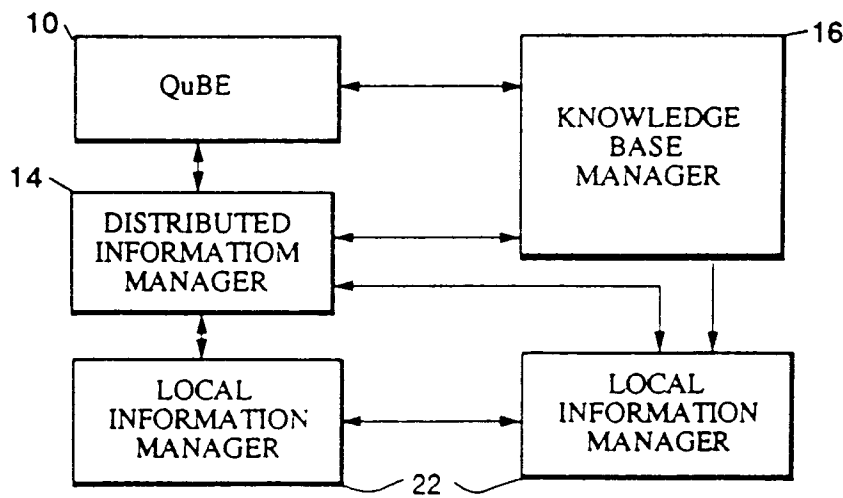 10
QuBE
16
KNOWLEDGE
BASE
MANAGER
14
DISTRIBUTED
INFORMATIOM
MANAGER
LOCAL
INFORMATION
MANAGER
LOCAL
INFORMATION
MANAGER
22